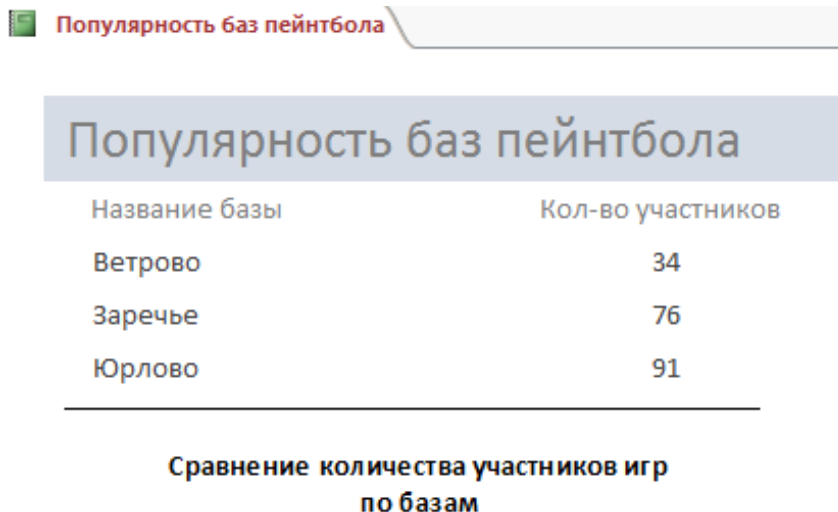 Популярность баз пейнтбола
Популярность баз пейнтбола
Название базы Кол-во участников
Ветрово 34
Заречье 76
Юрлово 91
Сравнение количества участников игр
по базам